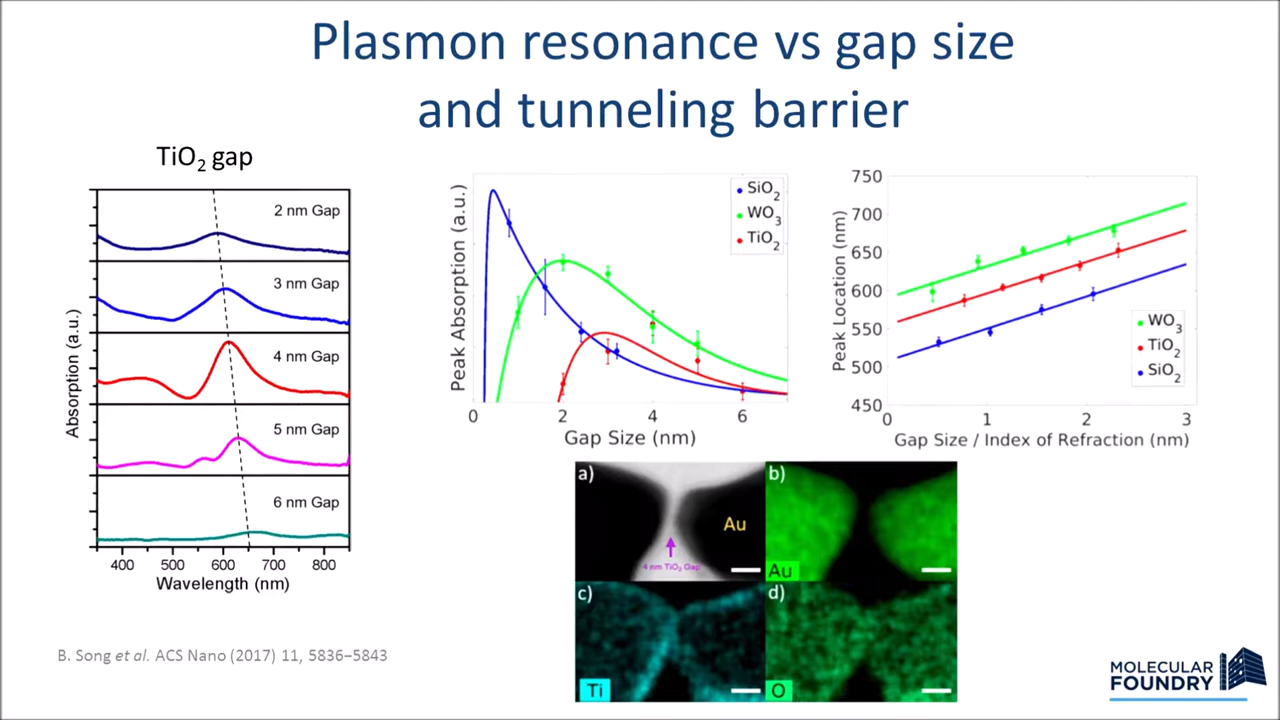 Plasmon resonance vs gap size
and tunneling barrier
TiO₂ gap
2 nm Gap
3 nm Gap
4 nm Gap
5 nm Gap
6 nm Gap
Absorption (a.u.)
400 500 600 700 800
Wavelength (nm)
Peak Absorption (a.u.)
SiO₂
WO₃
TiO₂
0 2 4 6
Gap Size (nm)
Peak Location (nm)
750
700
650
600
550
500
450
WO₃
TiO₂
SiO₂
0 1 2 3
Gap Size / Index of Refraction (nm)
a)
Au
4 nm TiO₂ Gap
b)
Au
c)
Ti
d)
O
B. Song et al. ACS Nano (2017) 11, 5836–5843
MOLECULAR
FOUNDRY